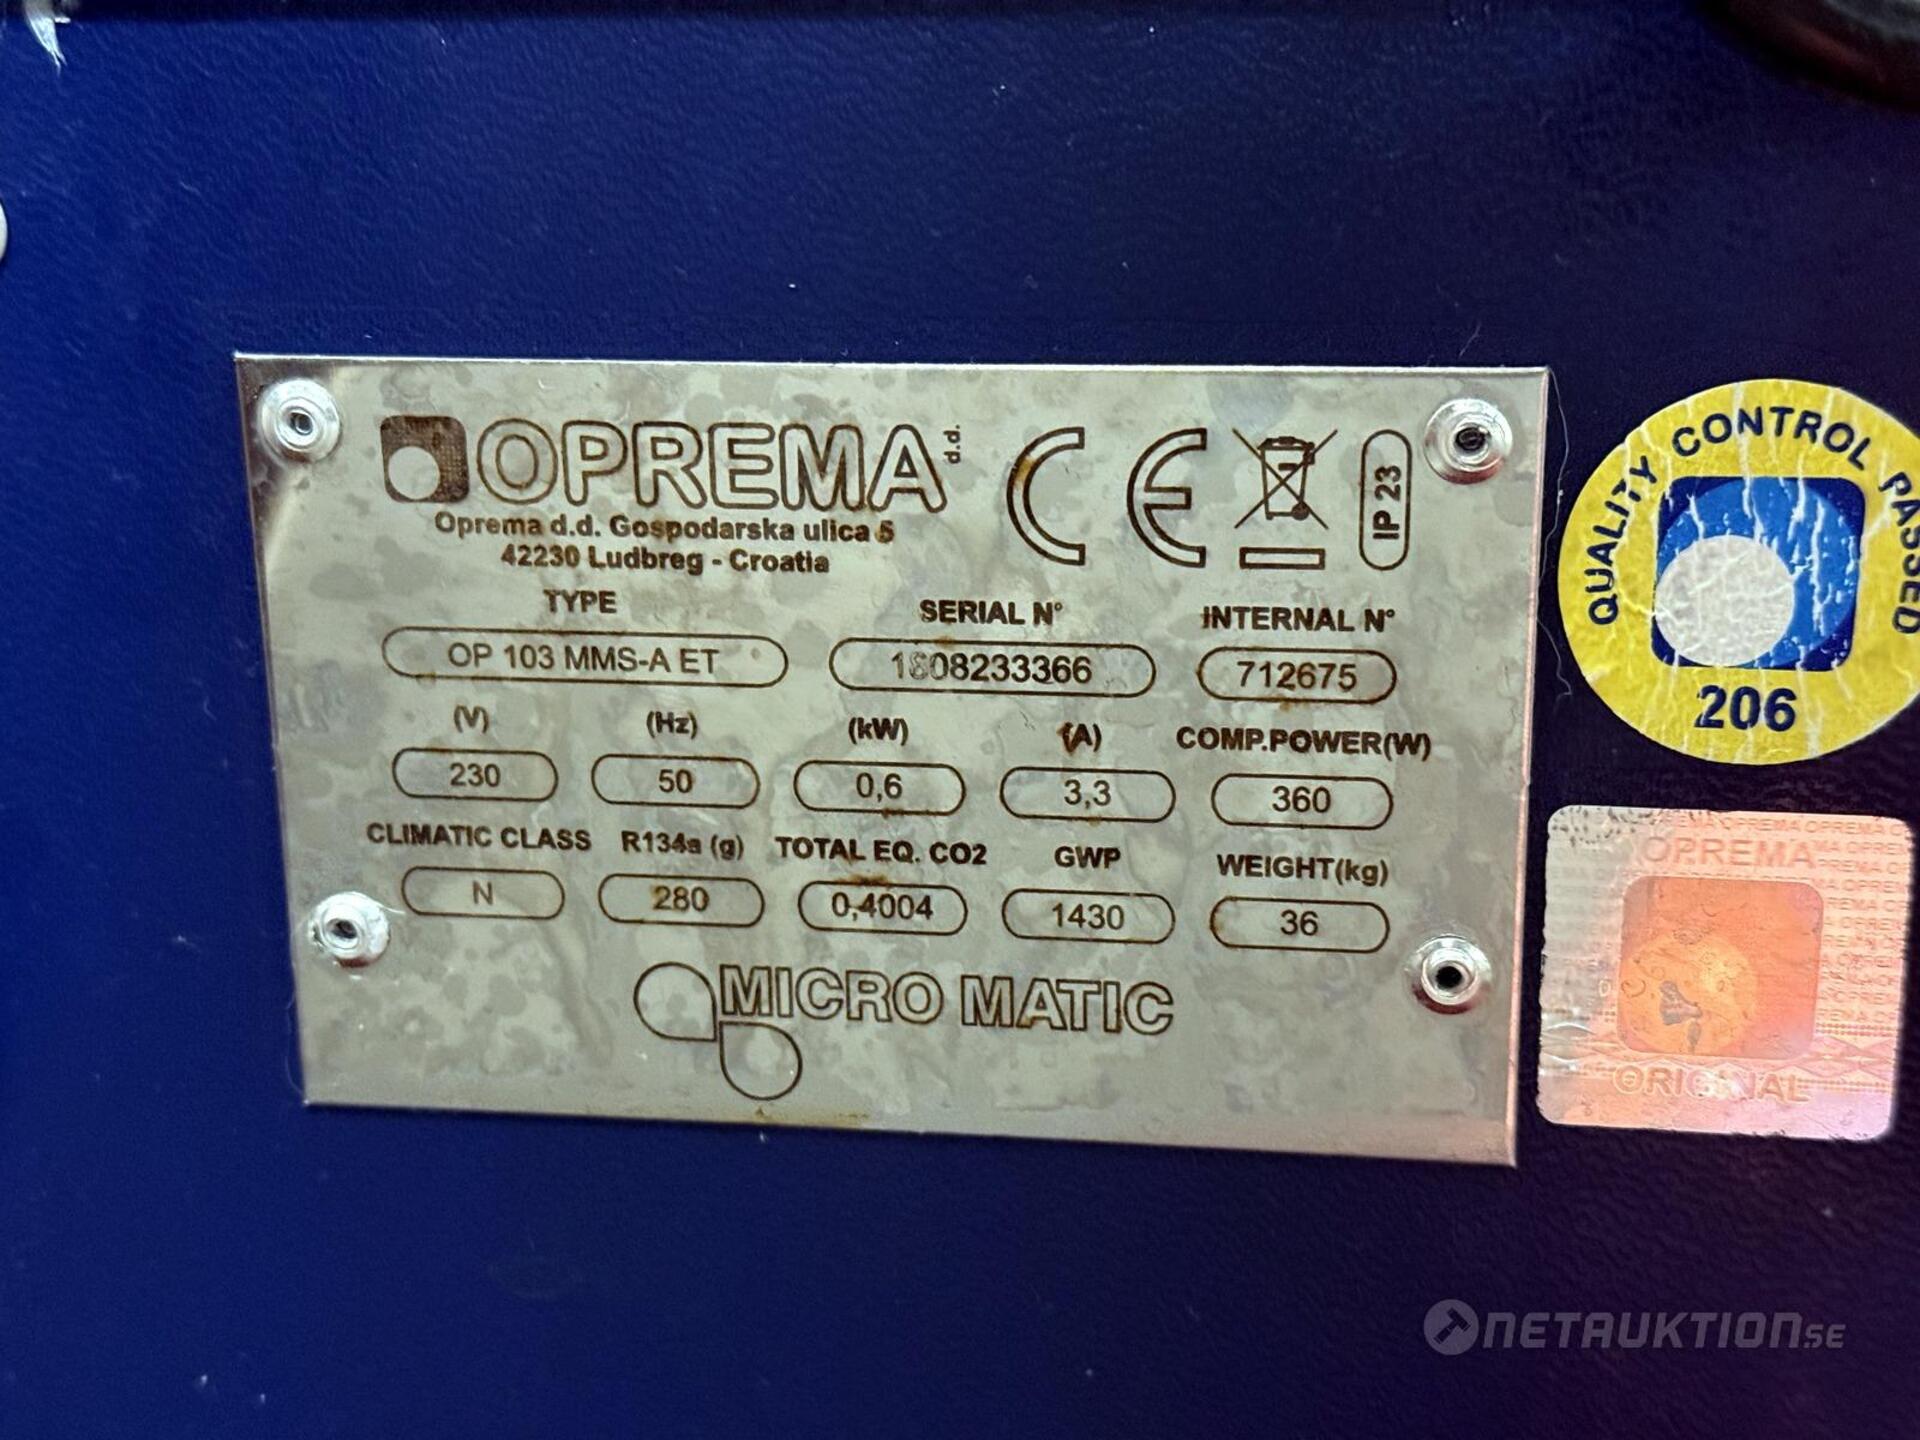 OPREMA d.d.
Oprema d.d. Gospodarska ulica 5
42230 Ludbreg - Croatia
CE
IP 23
TYPE
OP 103 MMS-A ET
SERIAL N°
1808233366
INTERNAL N°
712675
(V)
230
(Hz)
50
(kW)
0,6
(A)
3,3
COMP.POWER(W)
360
CLIMATIC CLASS
N
R134a (g)
280
TOTAL EQ. CO2
0,4004
GWP
1430
WEIGHT(kg)
36
MICRO MATIC
QUALITY CONTROL PASSED
206
OPREMA
ORIGINAL
NETAUKTION.SE